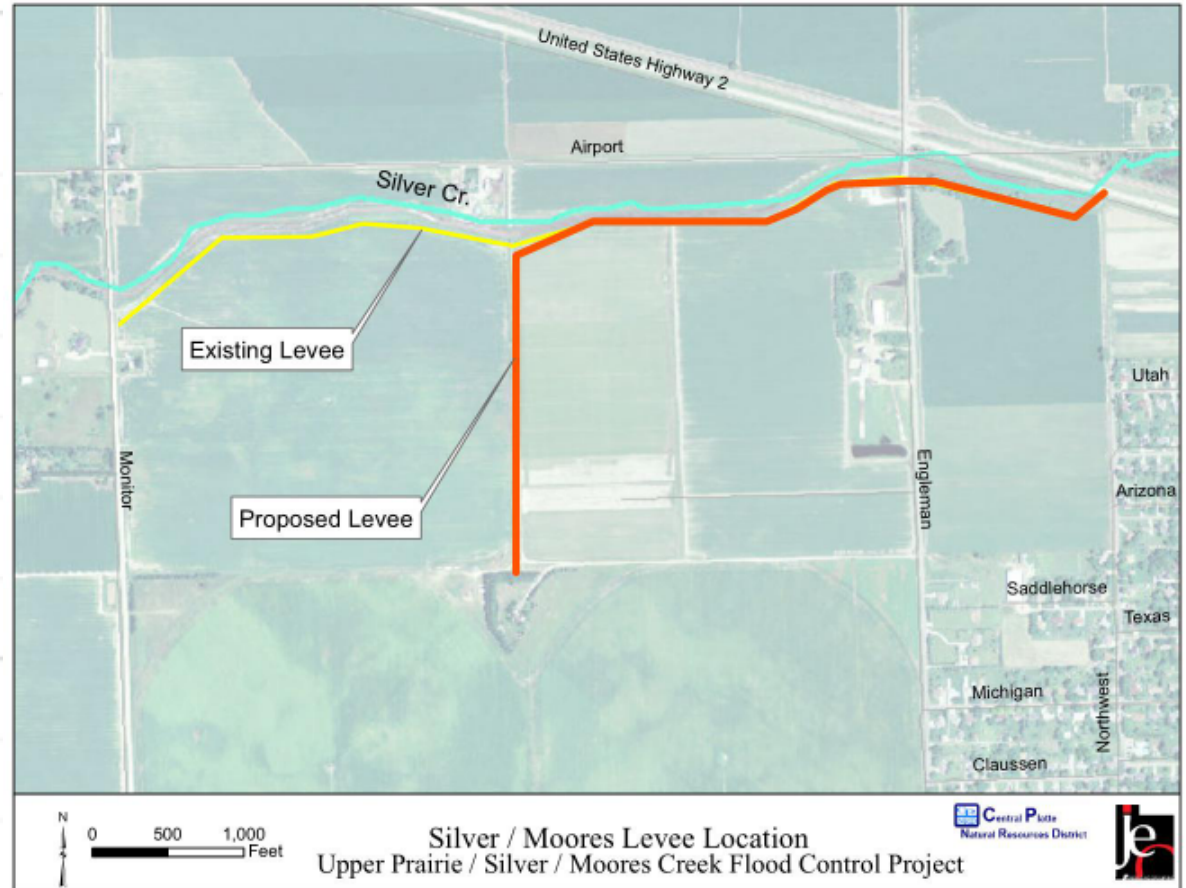 United States Highway 2
Airport
Silver Cr.
Existing Levee
Utah
Monitor
Engleman
Arizona
Proposed Levee
Saddlehorse
Texas
Michigan
Northwest
Claussen
N
0 500 1,000
Feet
Silver / Moores Levee Location
Upper Prairie / Silver / Moores Creek Flood Control Project
Central Platte
Natural Resources District
je